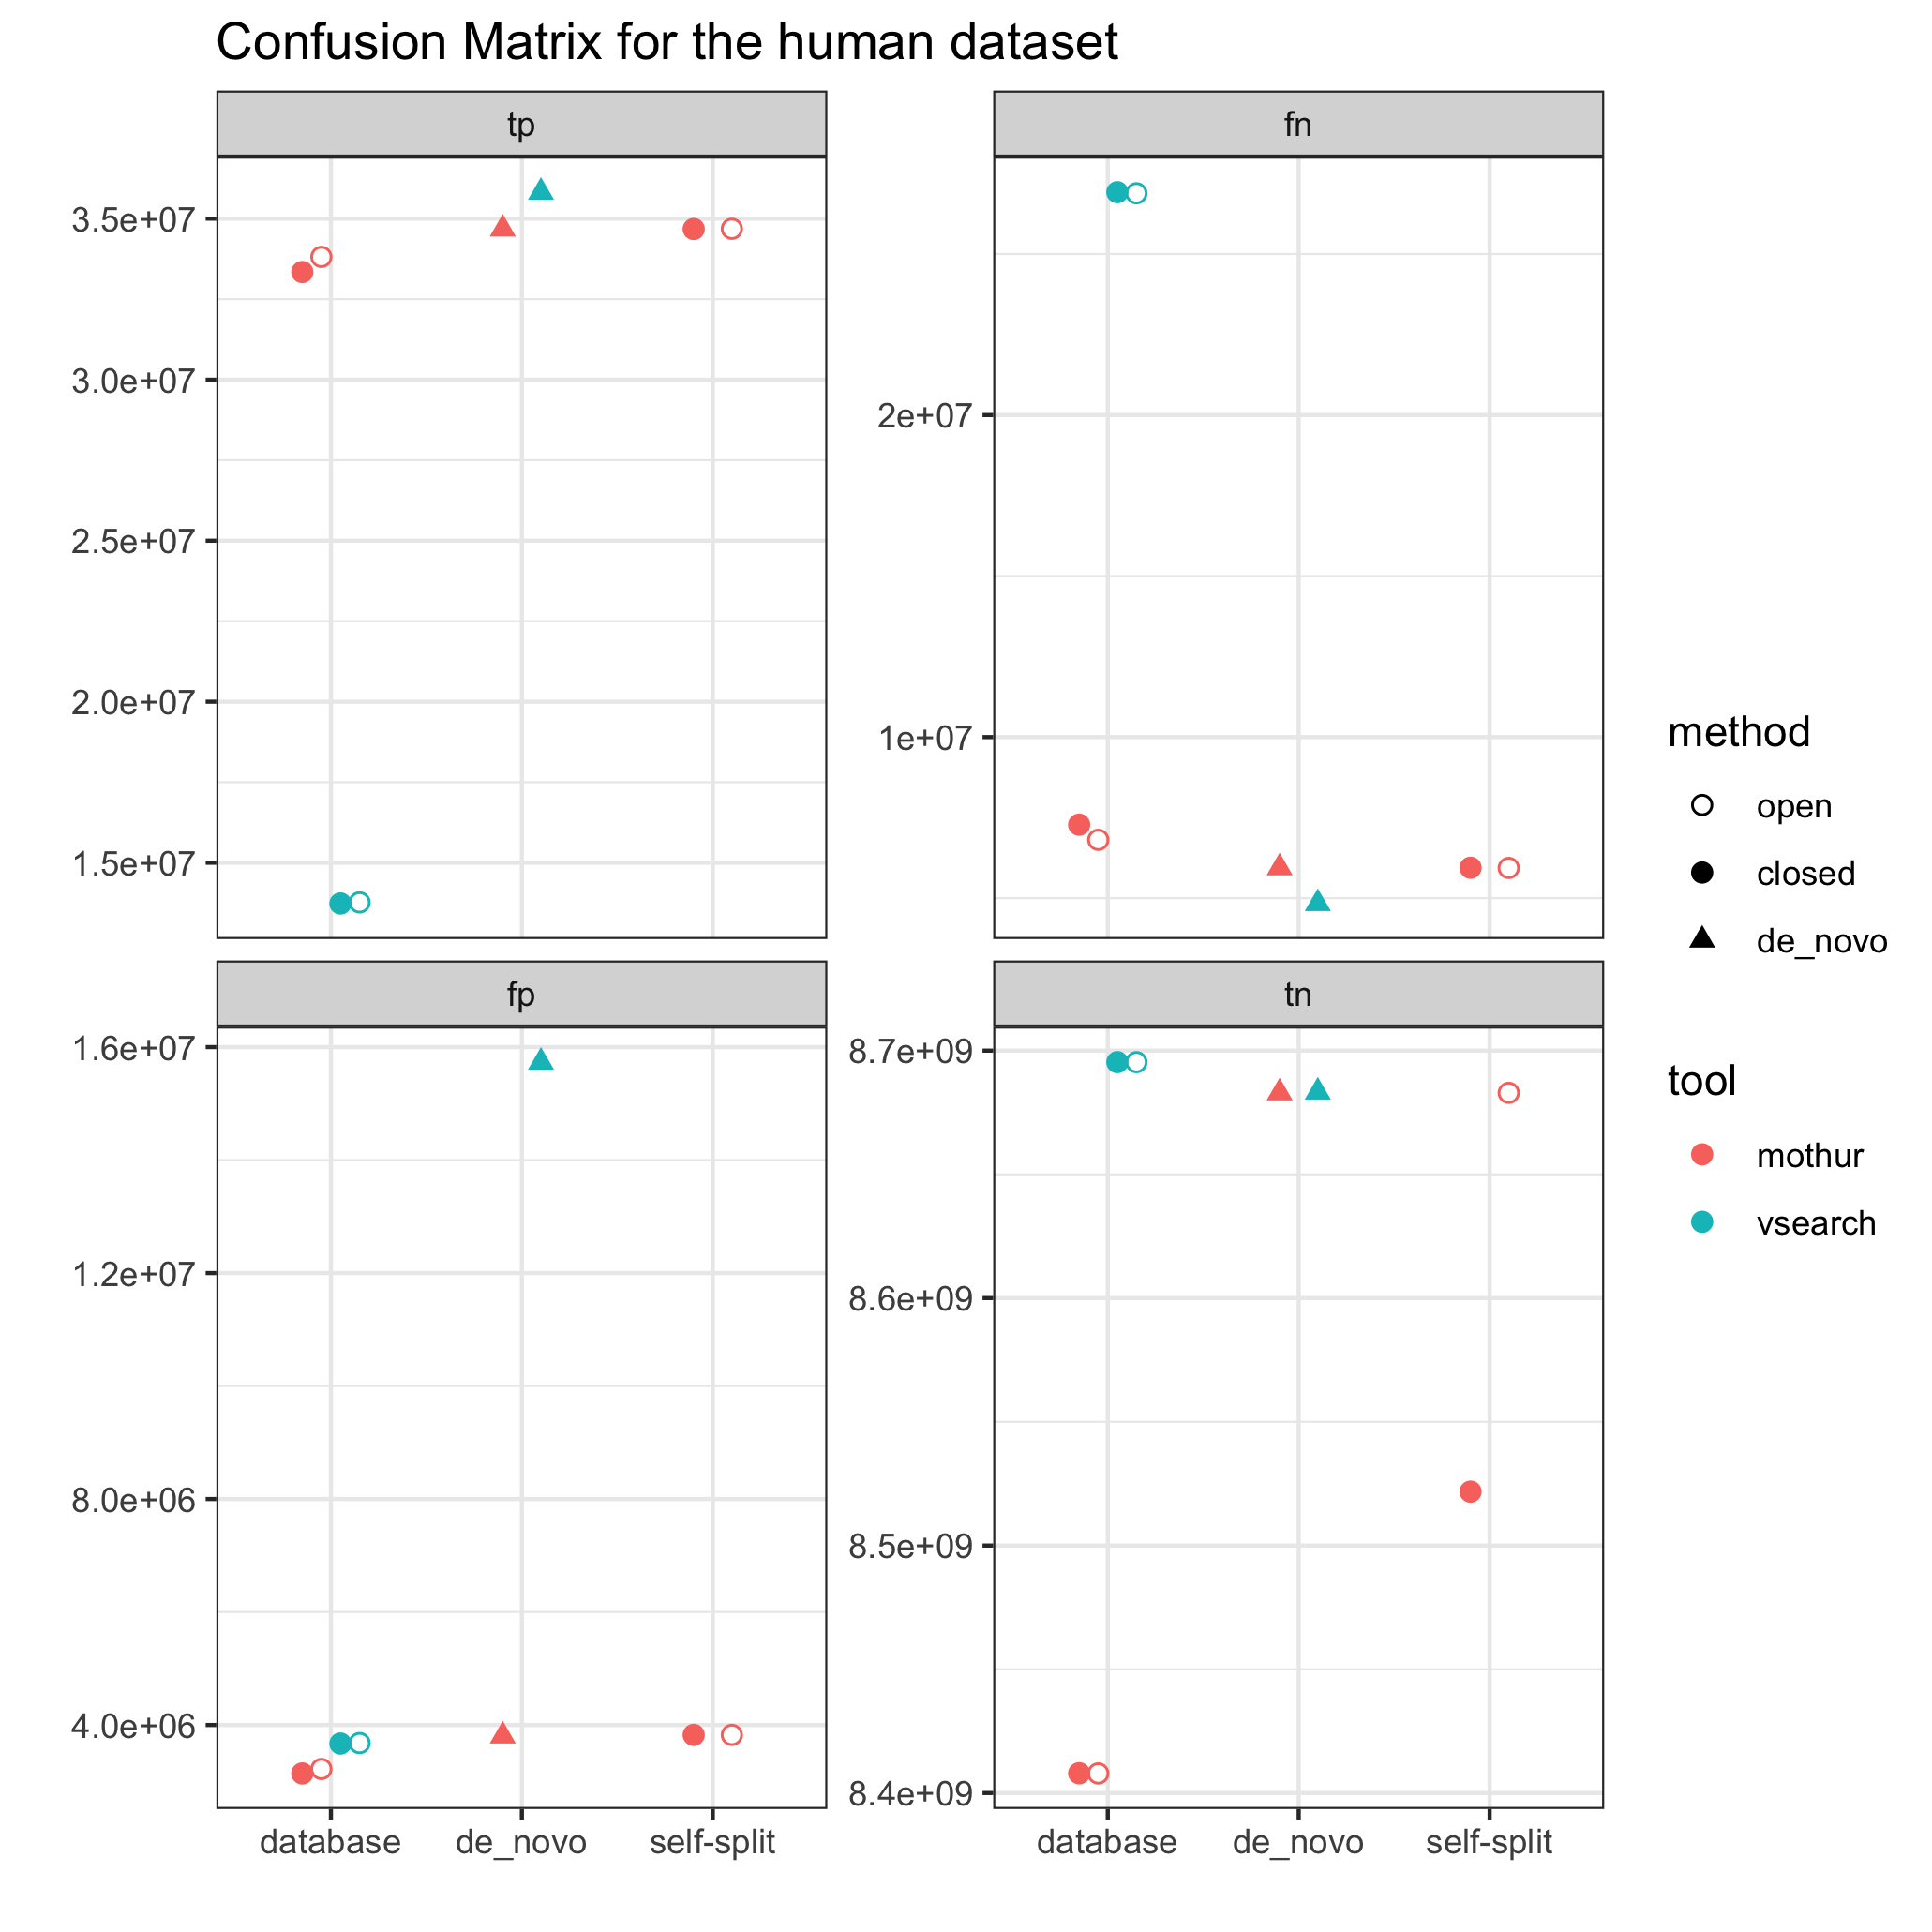 Confusion Matrix for the human dataset
tp
3.5e+07
3.0e+07
2.5e+07
2.0e+07
1.5e+07
fn
2e+07
1e+07
fp
1.6e+07
1.2e+07
8.0e+06
4.0e+06
database de_novo self-split
tn
8.7e+09
8.6e+09
8.5e+09
8.4e+09
database de_novo self-split
method
open
closed
de_novo
tool
mothur
vsearch